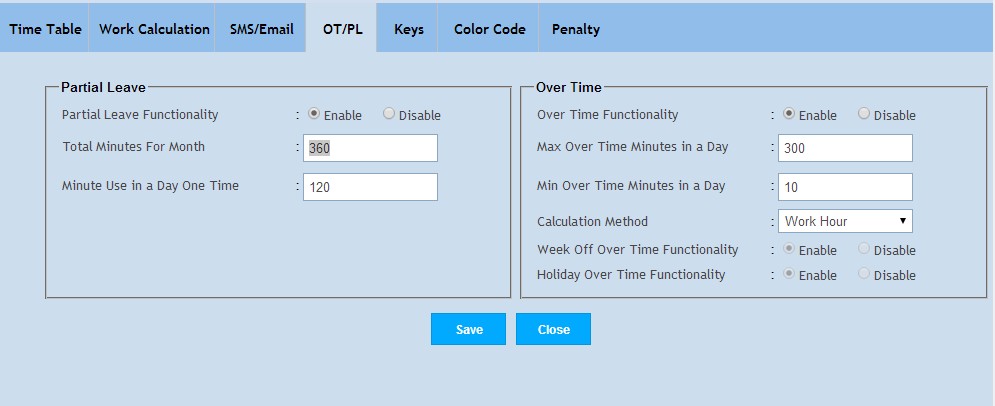 Time Table Work Calculation SMS/Email OT/PL Keys Color Code Penalty
Partial Leave
Partial Leave Functionality : Enable Disable
Total Minutes For Month : 360
Minute Use in a Day One Time : 120
Over Time
Over Time Functionality : Enable Disable
Max Over Time Minutes in a Day : 300
Min Over Time Minutes in a Day : 10
Calculation Method : Work Hour
Week Off Over Time Functionality : Enable Disable
Holiday Over Time Functionality : Enable Disable
Save Close